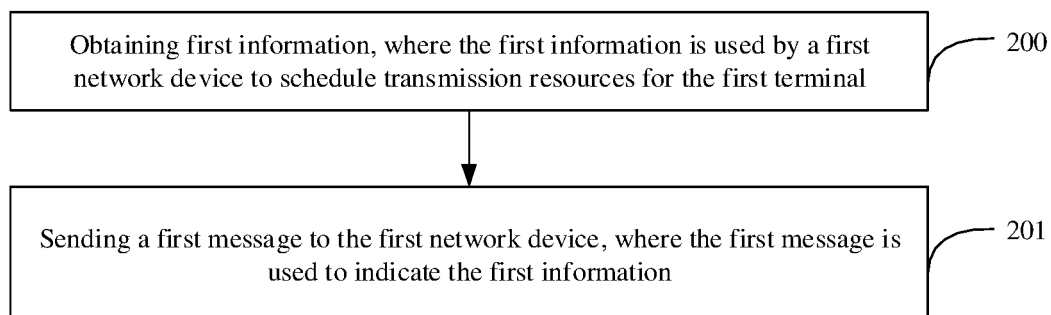 Obtaining first information, where the first information is used by a first
network device to schedule transmission resources for the first terminal
200
Sending a first message to the first network device, where the first message is
used to indicate the first information
201